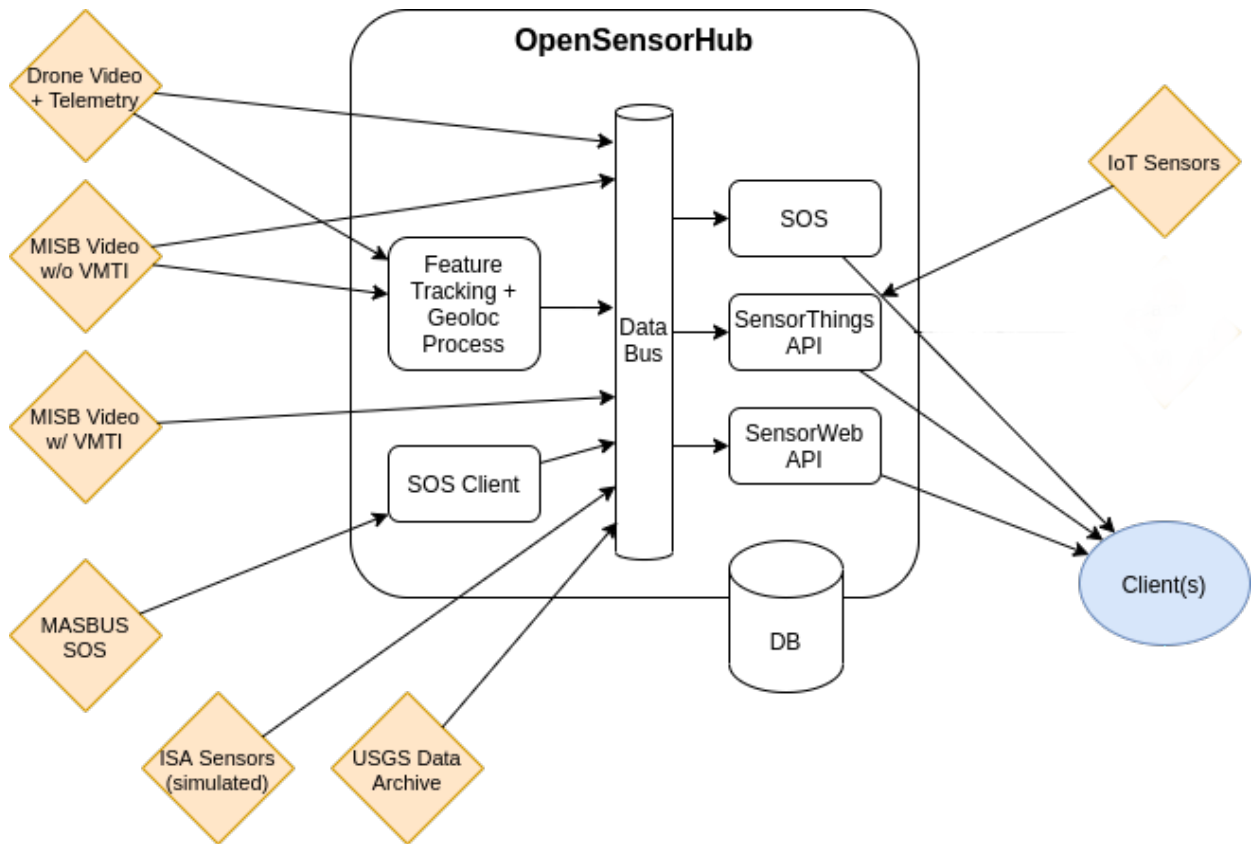 OpenSensorHub
Drone Video
+ Telemetry
IoT Sensors
SOS
MISB Video
w/o VMTI
Feature
Tracking +
Geoloc
Process
Data
Bus
SensorThings
API
MISB Video
w/ VMTI
SensorWeb
API
SOS Client
Client(s)
MASBUS
SOS
DB
ISA Sensors
(simulated)
USGS Data
Archive